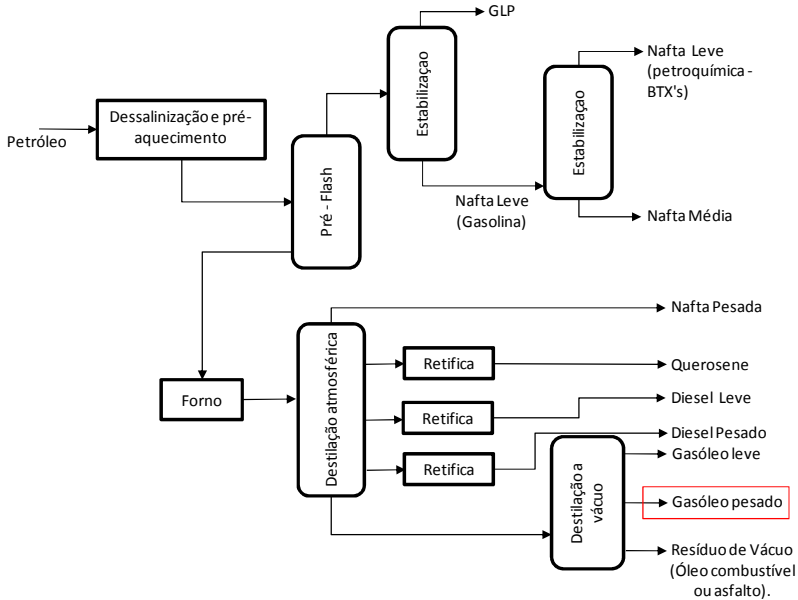 GLP
Estabilizaçao
Nafta Leve
(petroquímica -
BTX's)
Dessalinização e pré-
aquecimento
Petróleo
Estabilizaçao
Pré - Flash
Nafta Leve
(Gasolina)
Nafta Média
Nafta Pesada
Destilação atmosférica
Retifica
Querosene
Forno
Diesel Leve
Retifica
Diesel Pesado
Gasóleo leve
Retifica
Destilação a
vácuo
Gasóleo pesado
Resíduo de Vácuo
(Óleo combustível
ou asfalto).